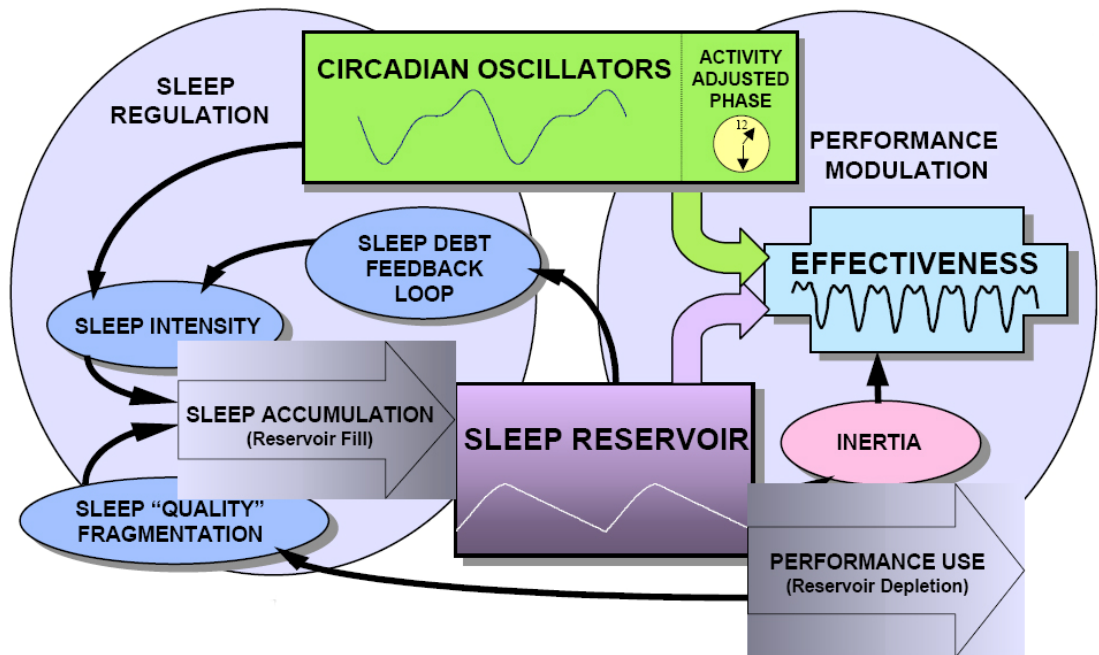 SLEEP
REGULATION
CIRCADIAN OSCILLATORS
ACTIVITY
ADJUSTED
PHASE
12
PERFORMANCE
MODULATION
SLEEP DEBT
FEEDBACK
LOOP
EFFECTIVENESS
SLEEP INTENSITY
SLEEP ACCUMULATION
(Reservoir Fill)
SLEEP RESERVOIR
INERTIA
SLEEP “QUALITY”
FRAGMENTATION
PERFORMANCE USE
(Reservoir Depletion)